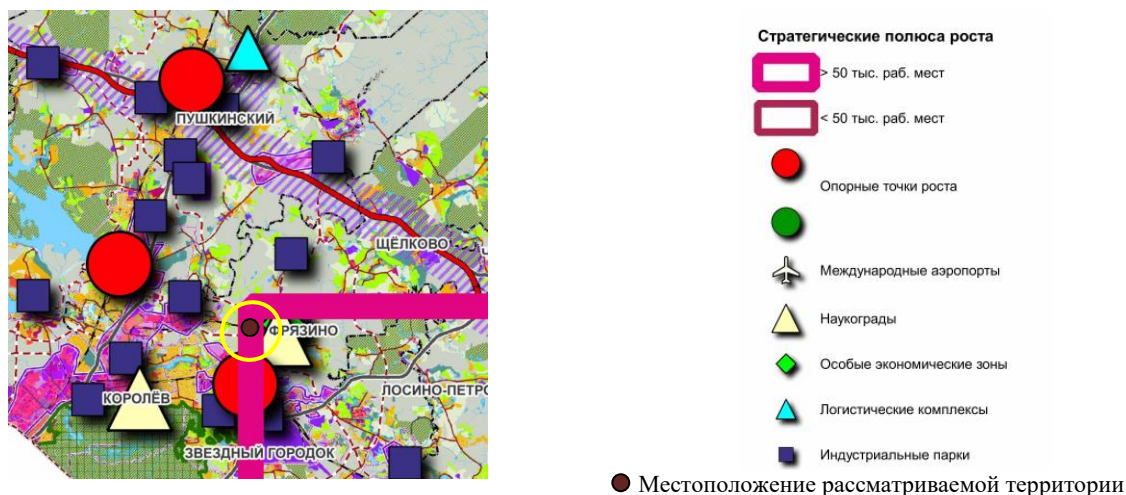 ПУШКИНСКИЙ
ЩЁЛКОВО
ФРЯЗИНО
ЛОСИНО-ПЕТРО
КОРОЛЁВ
ЗВЕЗДНЫЙ ГОРОДОК
Стратегические полюса роста
> 50 тыс. раб. мест
< 50 тыс. раб. мест
Опорные точки роста
Международные аэропорты
Наукограды
Особые экономические зоны
Логистические комплексы
Индустриальные парки
Местоположение рассматриваемой территории